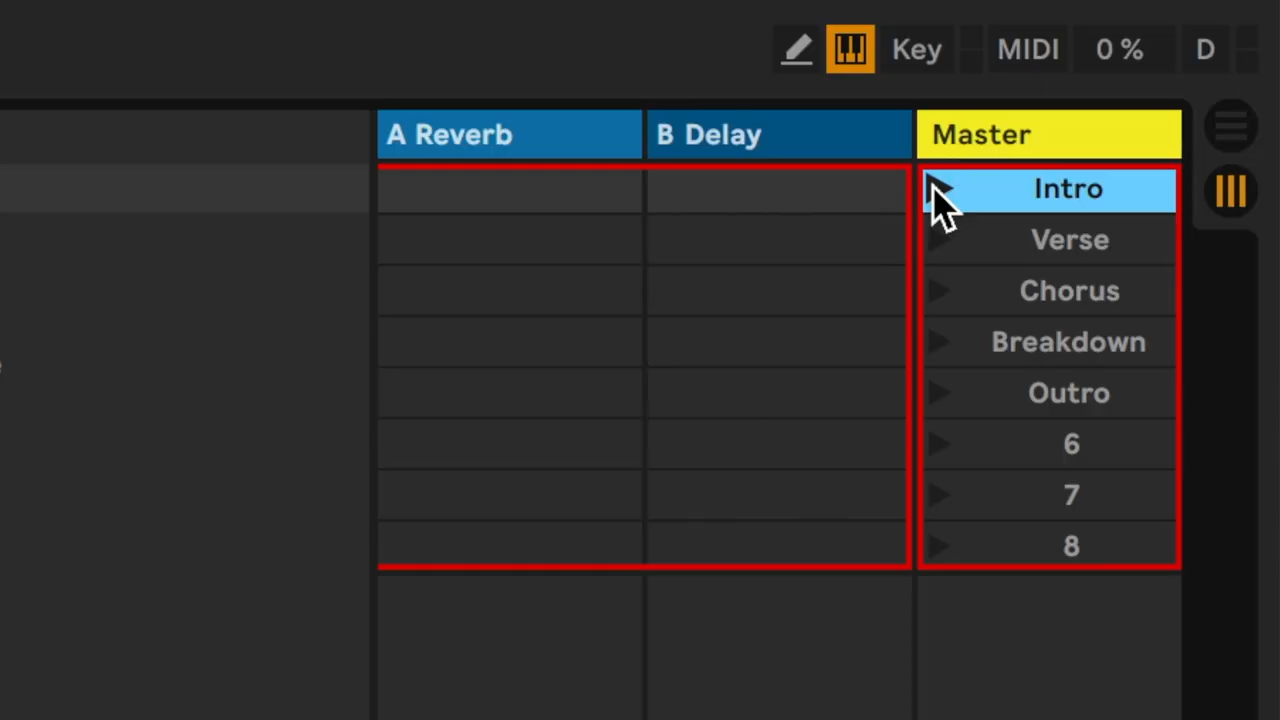 Key MIDI 0 % D
A Reverb B Delay Master
Intro
Verse
Chorus
Breakdown
Outro
6
7
8